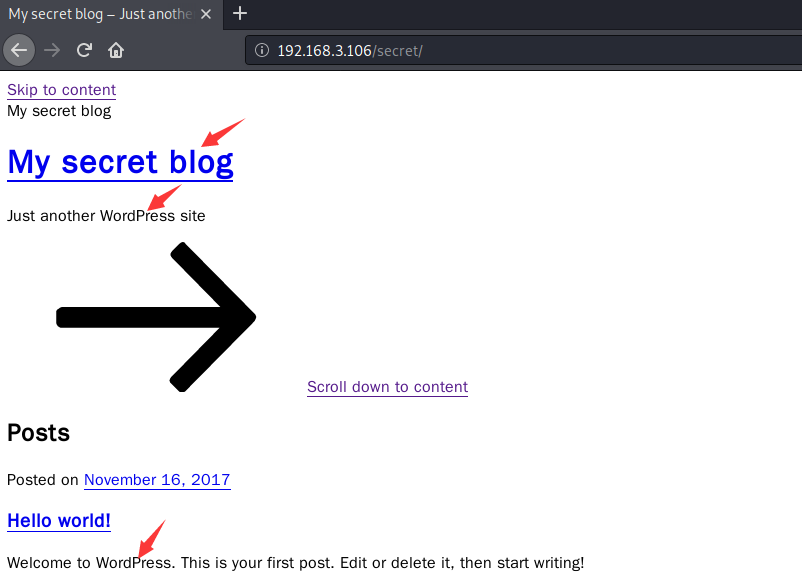 My secret blog – Just anothe
192.168.3.106/secret/
Skip to content
My secret blog
My secret blog
Just another WordPress site
Scroll down to content
Posts
Posted on November 16, 2017
Hello world!
Welcome to WordPress. This is your first post. Edit or delete it, then start writing!